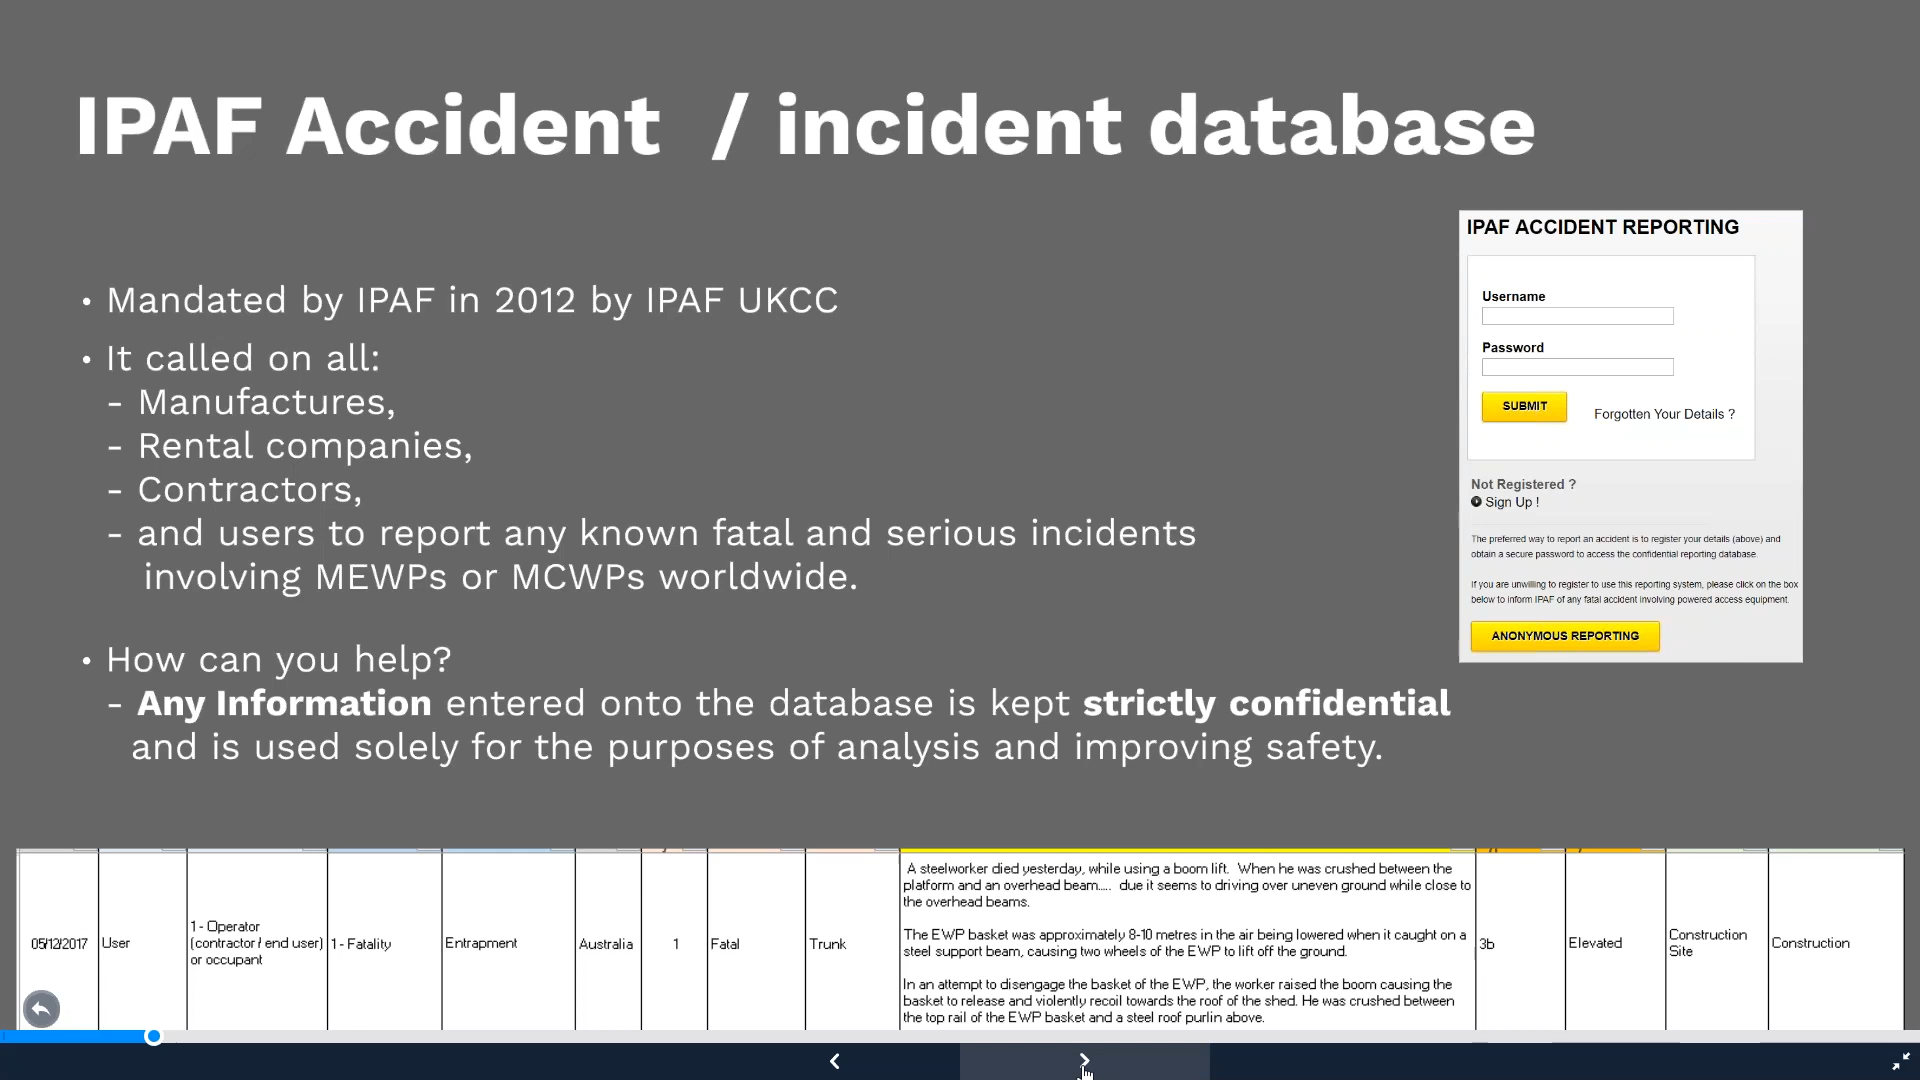 IPAF Accident / incident database
• Mandated by IPAF in 2012 by IPAF UKCC
• It called on all:
- Manufactures,
- Rental companies,
- Contractors,
- and users to report any known fatal and serious incidents
involving MEWPs or MCWPs worldwide.
• How can you help?
- Any Information entered onto the database is kept strictly confidential
and is used solely for the purposes of analysis and improving safety.
IPAF ACCIDENT REPORTING
Username
Password
SUBMIT
Forgotten Your Details ?
Not Registered ?
Sign Up !
The preferred way to report an accident is to register your details (above) and
obtain a secure password to access the confidential reporting database.
If you are unwilling to register to use this reporting system, please click on the box
below to inform IPAF of any fatal accident involving powered access equipment.
ANONYMOUS REPORTING
05/12/2017
User
1- Operator
(contractor / end user)
or occupant
1- Fatality
Entrapment
Australia
1
Fatal
Trunk
A steelworker died yesterday, while using a boom lift. When he was crushed between the
platform and an overhead beam..... due it seems to driving over uneven ground while close to
the overhead beams.
The EWP basket was approximately 8-10 metres in the air being lowered when it caught on a
steel support beam, causing two wheels of the EWP to lift off the ground.
In an attempt to disengage the basket of the EWP, the worker raised the boom causing the
basket to release and violently recoil towards the roof of the shed. He was crushed between
the top rail of the EWP basket and a steel roof purlin above.
3b
Elevated
Construction
Site
Construction